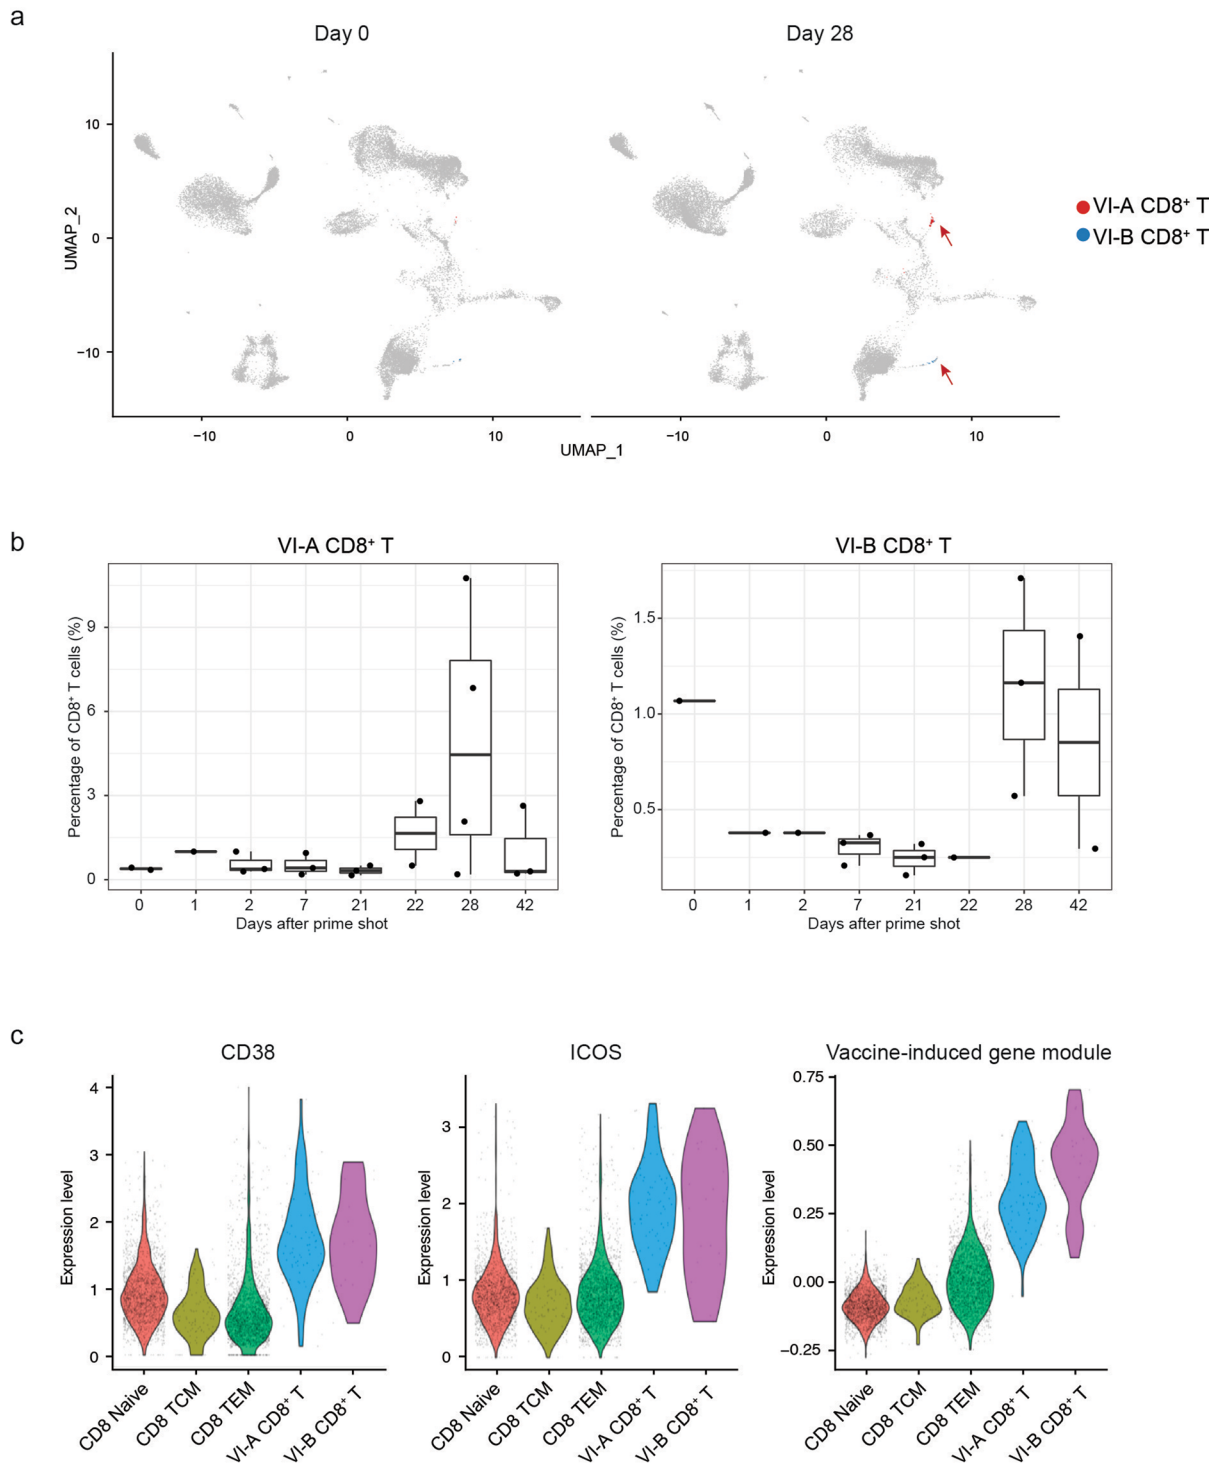 a
Day 0
Day 28
10
0
−10
UMAP_2
−10
0
10
−10
0
10
UMAP_1
VI-A CD8⁺ T
VI-B CD8⁺ T
b
VI-A CD8⁺ T
9
6
3
0
Percentage of CD8⁺ T cells (%)
0 1 2 7 21 22 28 42
Days after prime shot
VI-B CD8⁺ T
1.5
1.0
0.5
Percentage of CD8⁺ T cells (%)
0 1 2 7 21 22 28 42
Days after prime shot
c
CD38
4
3
2
1
0
Expression level
CD8 Naive
CD8 TCM
CD8 TEM
VI-A CD8⁺ T
VI-B CD8⁺ T
ICOS
3
2
1
0
Expression level
CD8 Naive
CD8 TCM
CD8 TEM
VI-A CD8⁺ T
VI-B CD8⁺ T
Vaccine-induced gene module
0.75
0.50
0.25
0.00
−0.25
Expression level
CD8 Naive
CD8 TCM
CD8 TEM
VI-A CD8⁺ T
VI-B CD8⁺ T